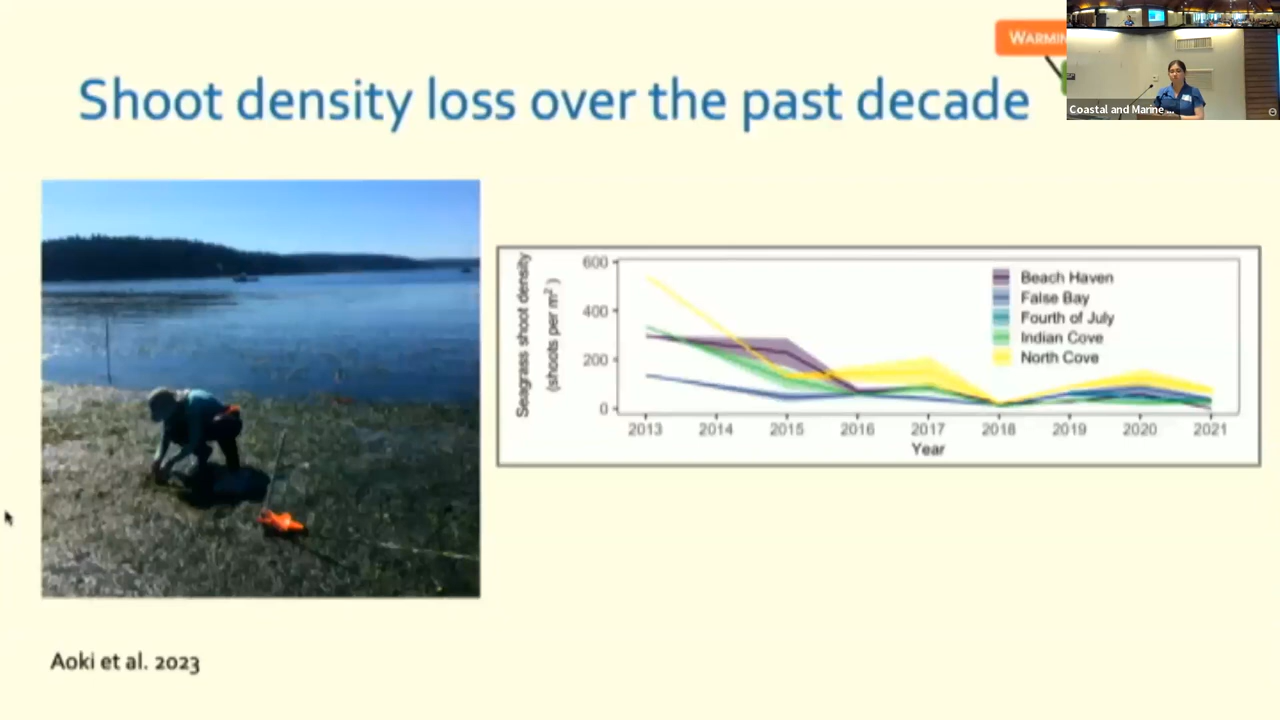 WARMIN
Shoot density loss over the past decade
Coastal and Marine ...
Seagrass shoot density
(shoots per m²)
600
400
200
0
Beach Haven
False Bay
Fourth of July
Indian Cove
North Cove
2013 2014 2015 2016 2017 2018 2019 2020 2021
Year
Aoki et al. 2023